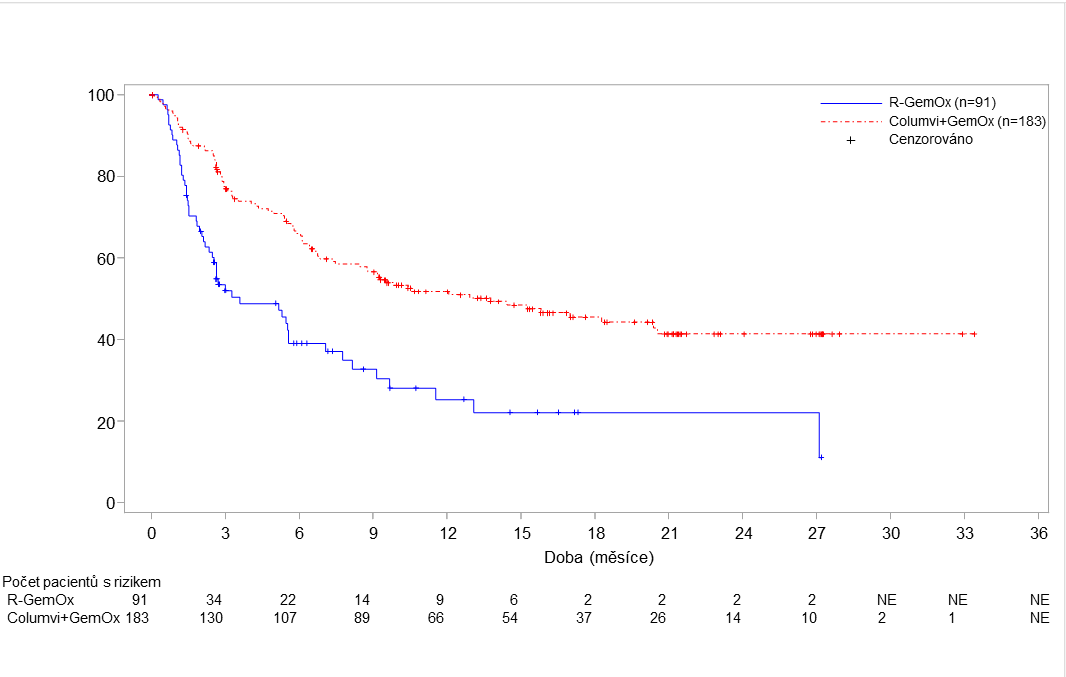 R-GemOx (n=91)
Columvi+GemOx (n=183)
Cenzorováno
100
80
60
40
20
0
0 3 6 9 12 15 18 21 24 27 30 33 36
Doba (měsíce)
Počet pacientů s rizikem
R-GemOx 91 34 22 14 9 6 2 2 2 2 NE NE NE
Columvi+GemOx 183 130 107 89 66 54 37 26 14 10 2 1 NE